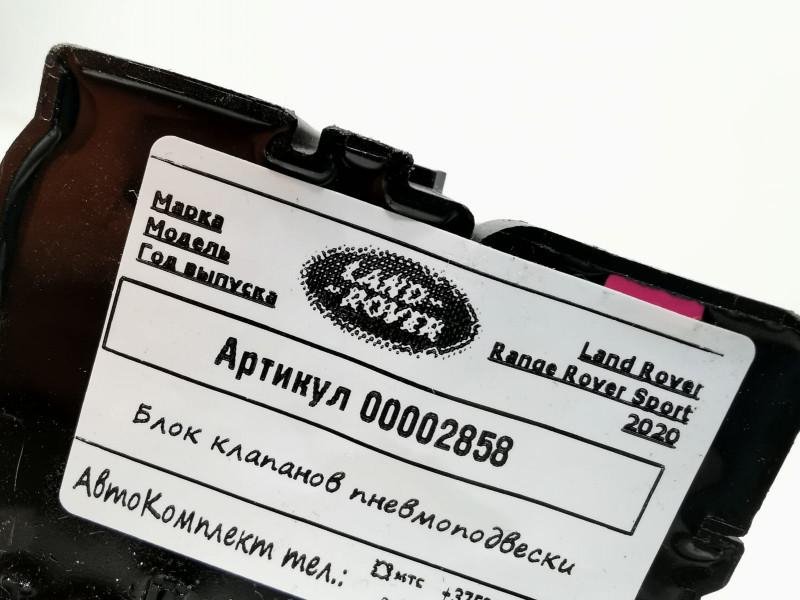 Марка
Модель
Год выпуска
LAND
ROVER
Land Rover
Range Rover Sport
2020
Артикул 00002858
Блок клапанов пневмоподвески
АвтоКомплект тел.:
мтс